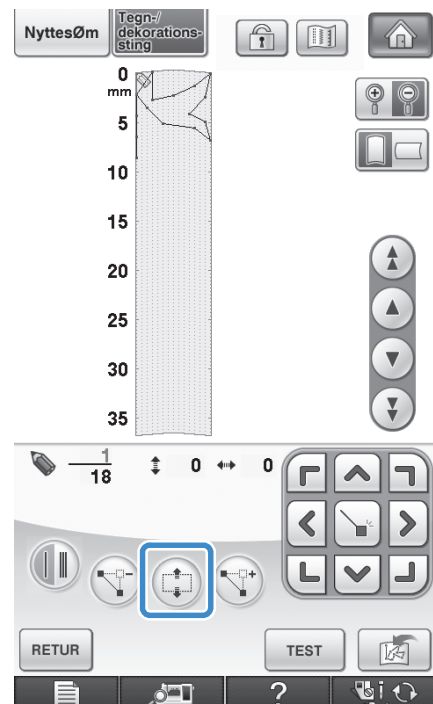 NyttesØm
Tegn-/
dekorations-
sting
0
mm
5
10
15
20
25
30
35
1
18
0
0
RETUR
TEST
?